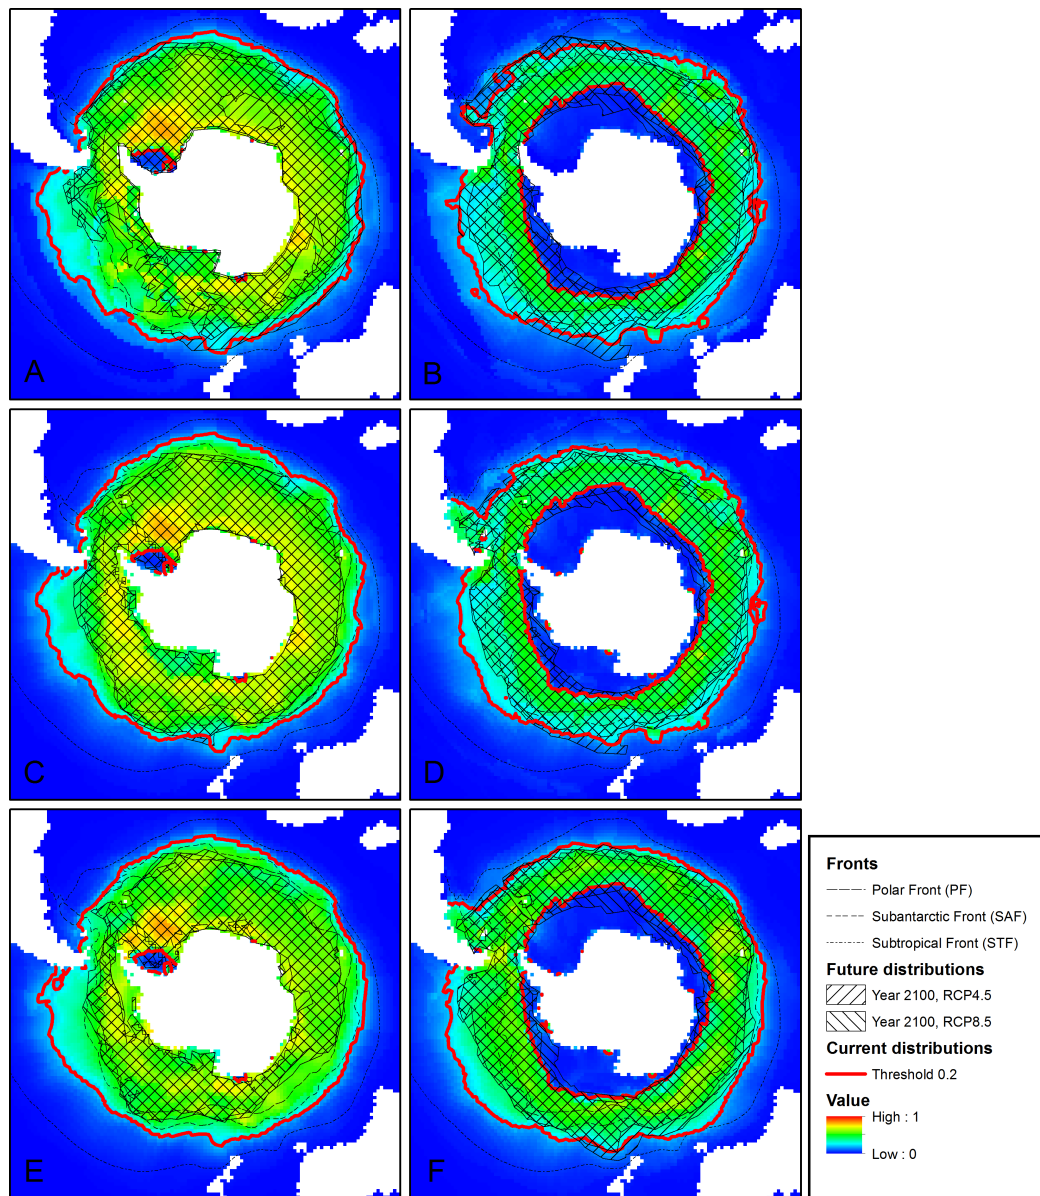 A
B
C
D
E
F
Fronts
Polar Front (PF)
Subantarctic Front (SAF)
Subtropical Front (STF)
Future distributions
Year 2100, RCP4.5
Year 2100, RCP8.5
Current distributions
Threshold 0.2
Value
High : 1
Low : 0